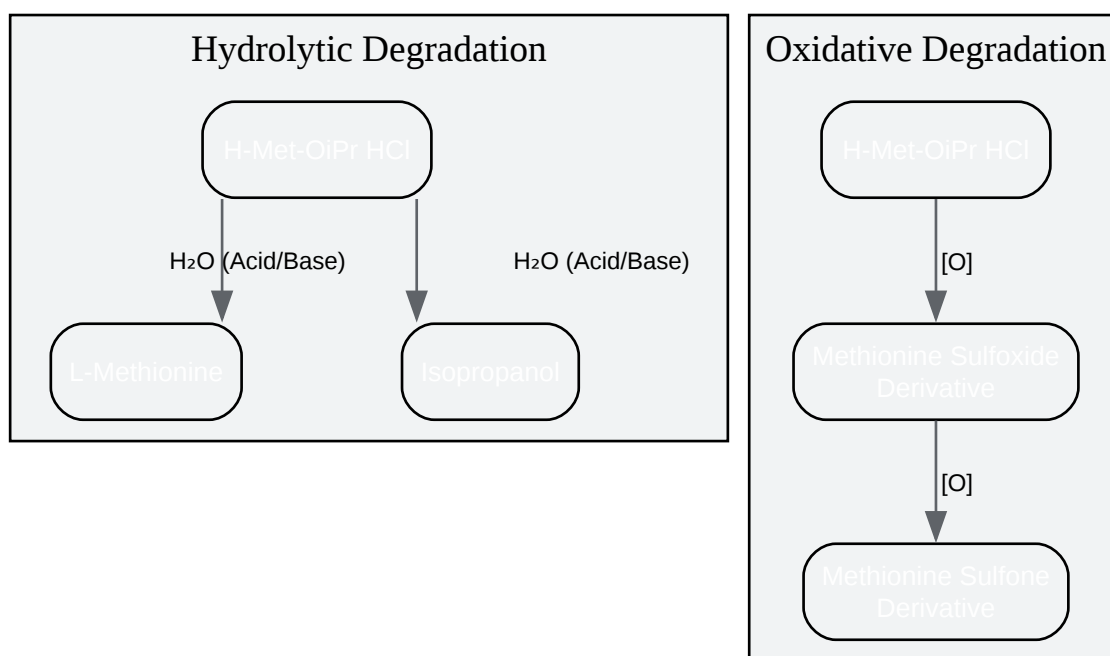 Hydrolytic Degradation
H-Met-OiPr HCl
H₂O (Acid/Base)
H₂O (Acid/Base)
L-Methionine
Isopropanol
Oxidative Degradation
H-Met-OiPr HCl
[O]
Methionine Sulfoxide
Derivative
[O]
Methionine Sulfone
Derivative